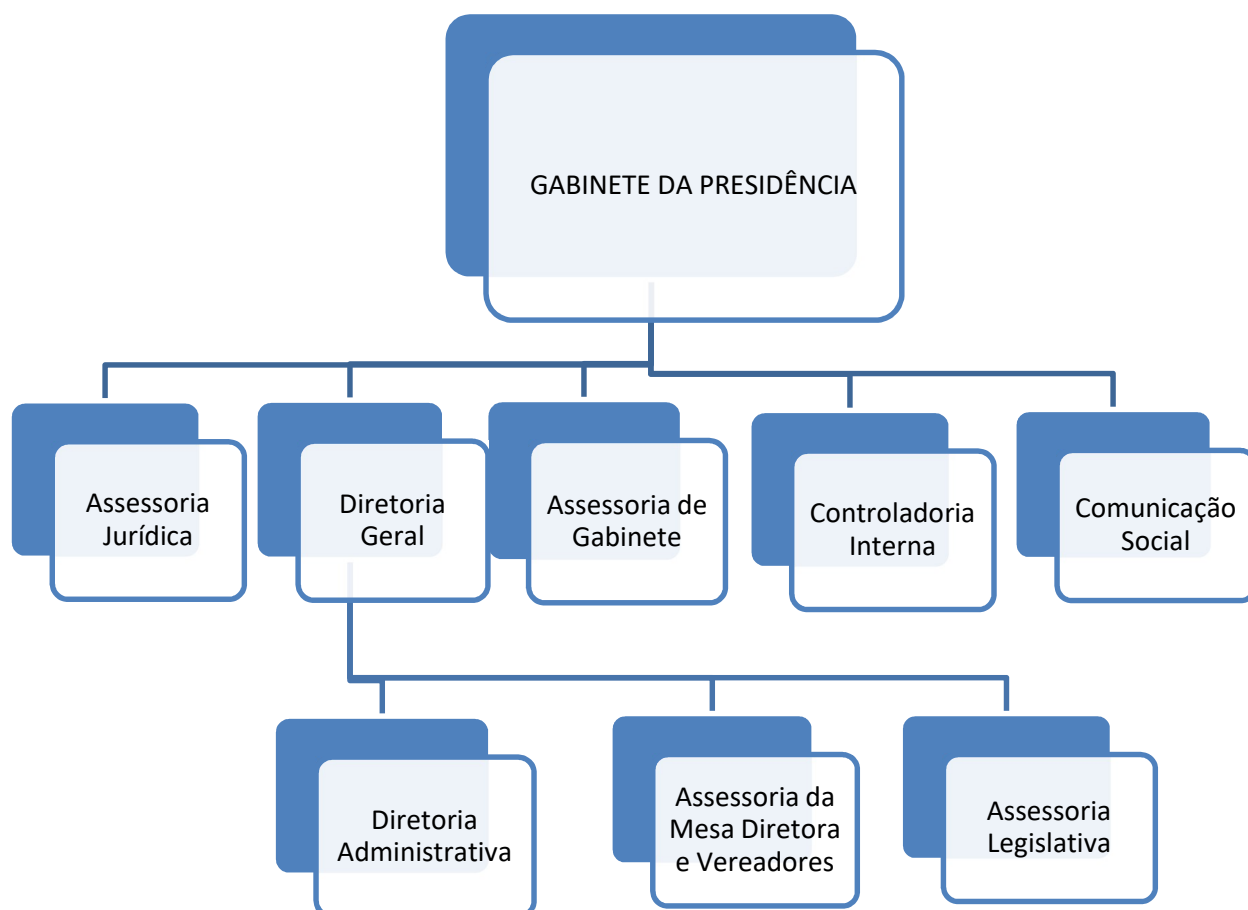 GABINETE DA PRESIDÊNCIA
Assessoria
Jurídica
Diretoria
Geral
Assessoria de
Gabinete
Controladoria
Interna
Comunicação
Social
Diretoria
Administrativa
Assessoria da
Mesa Diretora
e Vereadores
Assessoria
Legislativa